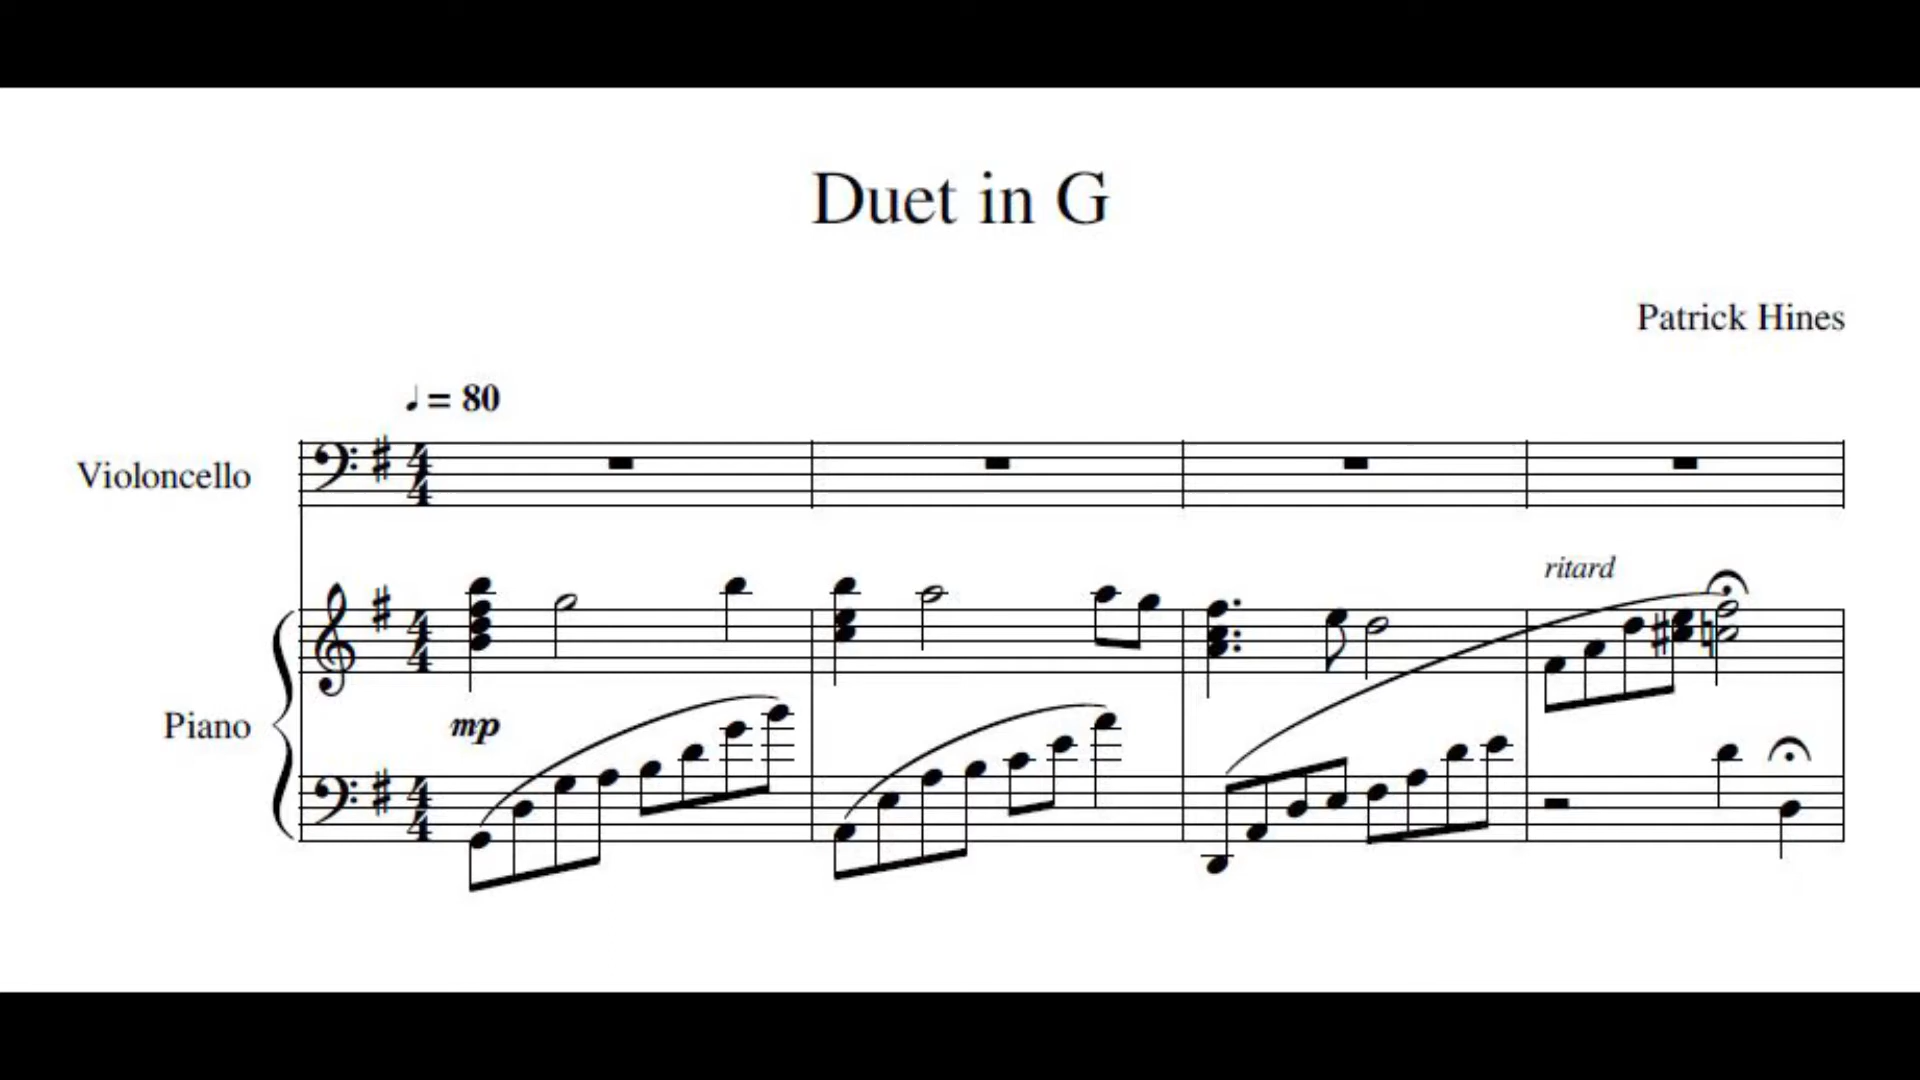 Duet in G
Patrick Hines
♩ = 80
Violoncello
ritard
Piano
mp